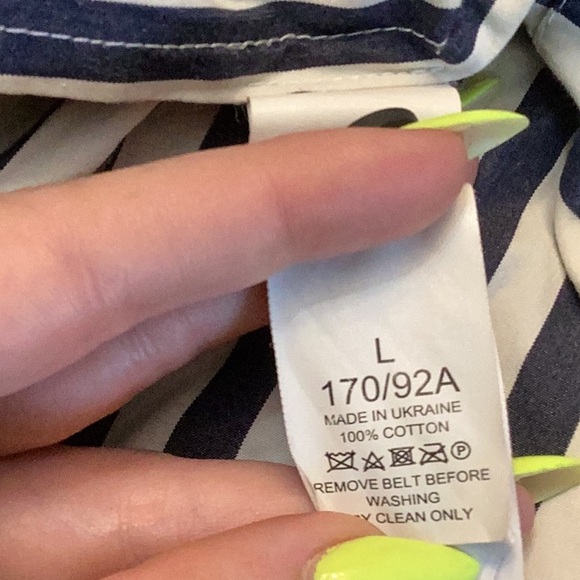 L
170/92A
MADE IN UKRAINE
100% COTTON
P
REMOVE BELT BEFORE
WASHING
CLEAN ONLY